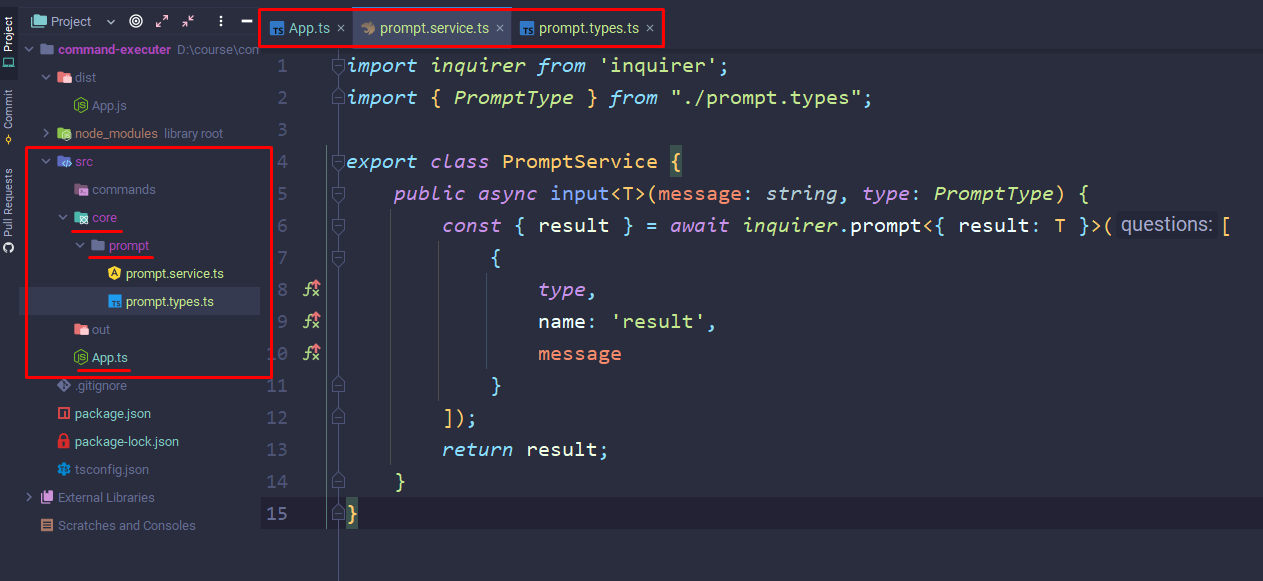 Project
App.ts
prompt.service.ts
prompt.types.ts
Project
Commit
Pull Requests
command-executer D:\course\con
dist
App.js
node_modules library root
src
commands
core
prompt
prompt.service.ts
prompt.types.ts
out
App.ts
.gitignore
package.json
package-lock.json
tsconfig.json
External Libraries
Scratches and Consoles
1 import inquirer from 'inquirer';
2 import { PromptType } from "./prompt.types";
3
4 export class PromptService {
5 public async input<T>(message: string, type: PromptType) {
6 const { result } = await inquirer.prompt<{ result: T }>( questions: [
7 {
8 type,
9 name: 'result',
10 message
11 }
12 ]);
13 return result;
14 }
15 }